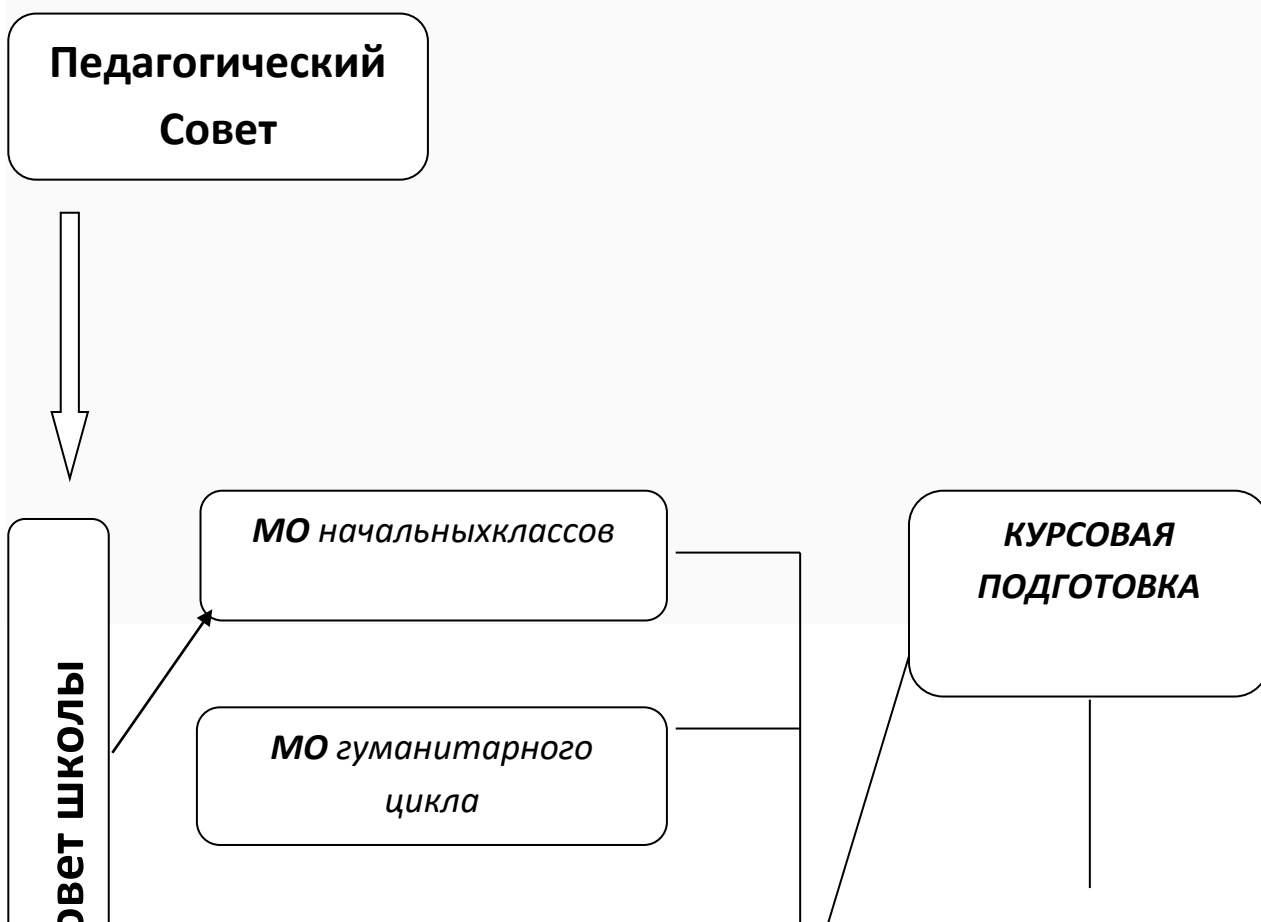 Педагогический
Совет
МО начальныхклассов
КУРСОВАЯ
ПОДГОТОВКА
МО гуманитарного
цикла
овет школы